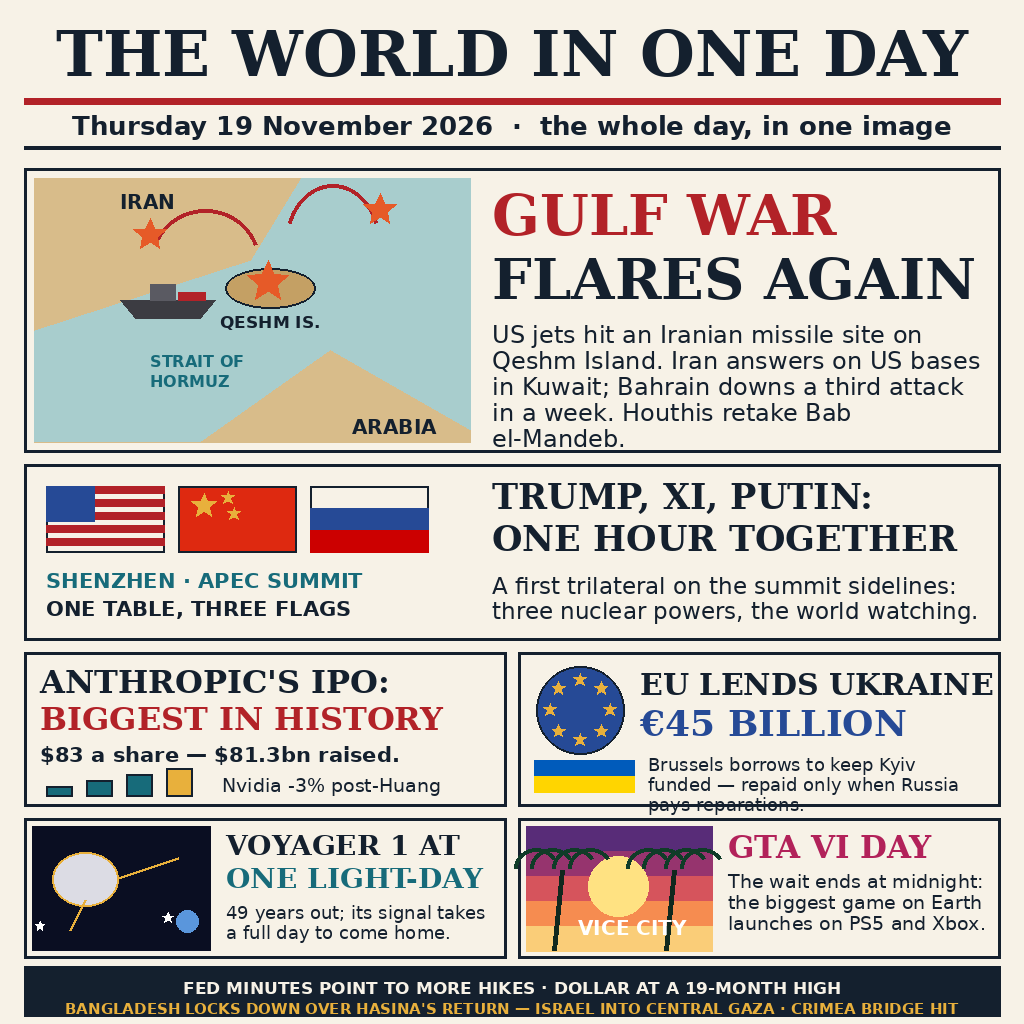 THE WORLD IN ONE DAY
Thursday 19 November 2026 · the whole day, in one image
IRAN
QESHM IS.
STRAIT OF
HORMUZ
ARABIA
GULF WAR
FLARES AGAIN
US jets hit an Iranian missile site on
Qeshm Island. Iran answers on US bases
in Kuwait; Bahrain downs a third attack
in a week. Houthis retake Bab
el-Mandeb.
SHENZHEN · APEC SUMMIT
ONE TABLE, THREE FLAGS
TRUMP, XI, PUTIN:
ONE HOUR TOGETHER
A first trilateral on the summit sidelines:
three nuclear powers, the world watching.
ANTHROPIC'S IPO:
BIGGEST IN HISTORY
$83 a share — $81.3bn raised.
Nvidia -3% post-Huang
EU LENDS UKRAINE
€45 BILLION
Brussels borrows to keep Kyiv
funded — repaid only when Russia
pays reparations.
VOYAGER 1 AT
ONE LIGHT-DAY
49 years out; its signal takes
a full day to come home.
VICE CITY
GTA VI DAY
The wait ends at midnight:
the biggest game on Earth
launches on PS5 and Xbox.
FED MINUTES POINT TO MORE HIKES · DOLLAR AT A 19-MONTH HIGH
BANGLADESH LOCKS DOWN OVER HASINA'S RETURN — ISRAEL INTO CENTRAL GAZA · CRIMEA BRIDGE HIT